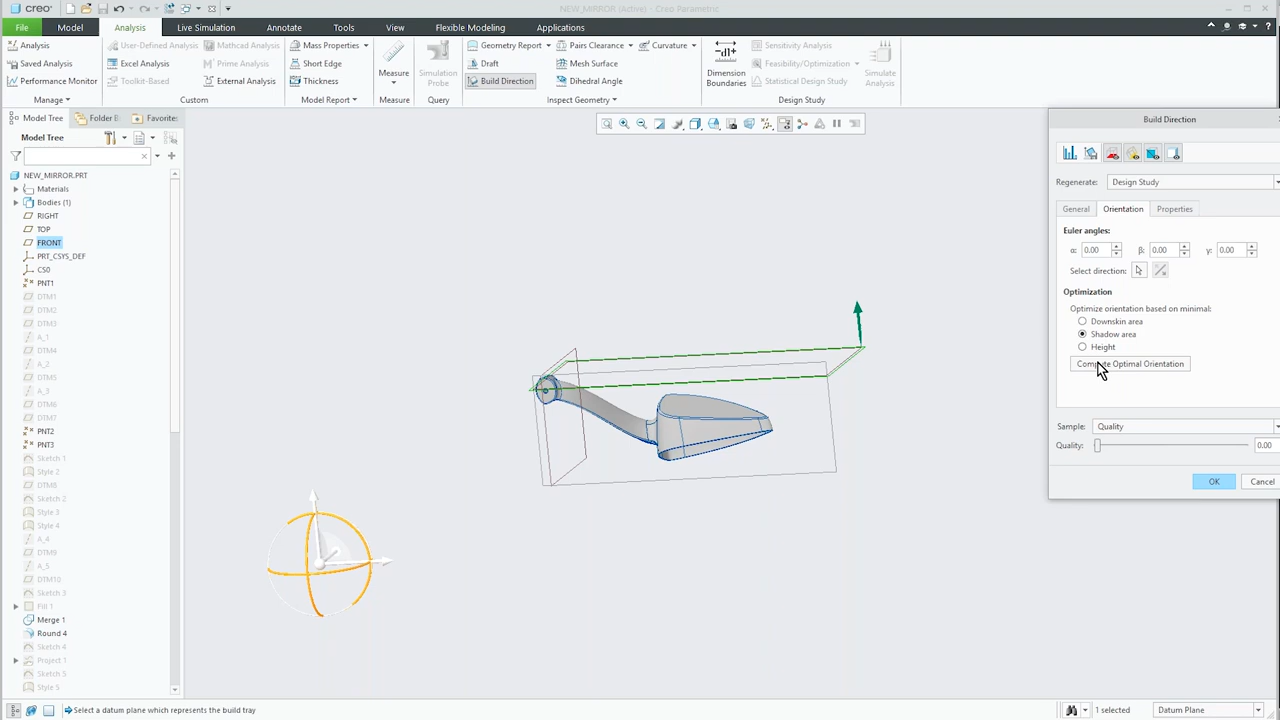 creo NEW_MIRROR (Active) - Creo Parametric
File Model Analysis Live Simulation Annotate Tools View Flexible Modeling Applications
Analysis User-Defined Analysis Mathcad Analysis Mass Properties Geometry Report Pairs Clearance Curvature Sensitivity Analysis
Saved Analysis Excel Analysis Prime Analysis Short Edge Draft Mesh Surface Feasibility/Optimization
Performance Monitor Toolkit-Based External Analysis Thickness Build Direction Dihedral Angle Statistical Design Study
Measure Simulation Probe Dimension Boundaries Simulate Analysis
Manage Custom Model Report Measure Query Inspect Geometry Design Study
Model Tree Folder B Favorite
Model Tree
NEW_MIRROR.PRT
Materials
Bodies (1)
RIGHT
TOP
FRONT
PRT_CSYS_DEF
CS0
PNT1
DTM1
DTM2
DTM3
A_1
DTM4
A_2
DTM5
A_3
DTM6
DTM7
PNT2
PNT3
Sketch 1
Style 2
DTM8
Sketch 2
Style 3
Style 4
A_4
DTM9
A_5
DTM10
Sketch 3
Fill 1
Merge 1
Round 4
Project 1
Sketch 5
Style 5
Build Direction
Regenerate: Design Study
General Orientation Properties
Euler angles:
α: 0.00 β: 0.00 γ: 0.00
Select direction:
Optimization
Optimize orientation based on minimal:
Downskin area
Shadow area
Height
Compute Optimal Orientation
Sample: Quality
Quality: 0.00
OK Cancel
Select a datum plane which represents the build tray 1 selected Datum Plane